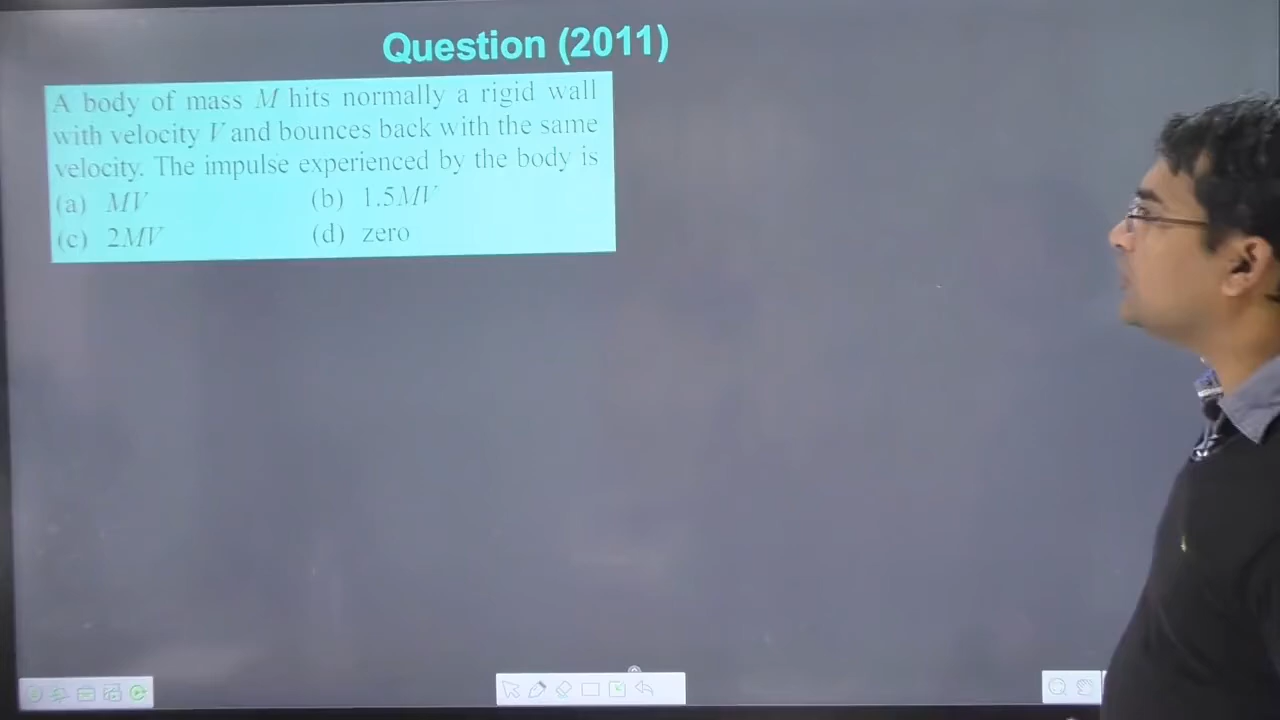 Question (2011)
A body of mass M hits normally a rigid wall
with velocity V and bounces back with the same
velocity. The impulse experienced by the body is
(a) MV (b) 1.5MV
(c) 2MV (d) zero